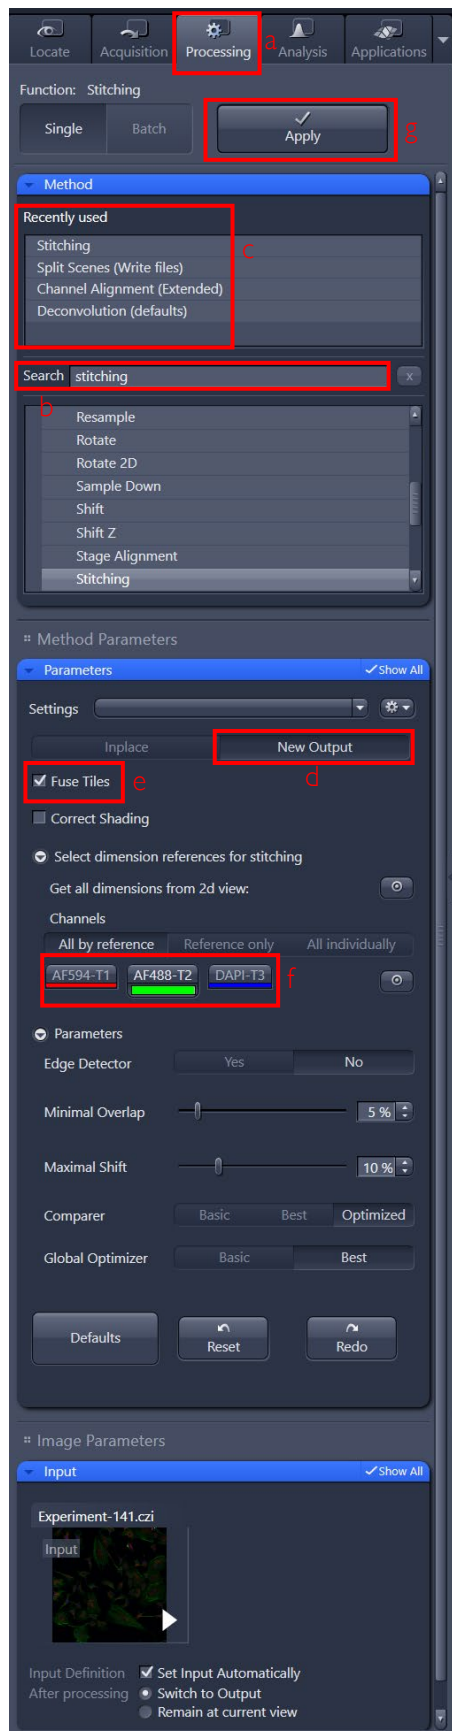 Locate Acquisition Processing a Analysis Applications
Function: Stitching
Single Batch Apply g
Method
Recently used
Stitching c
Split Scenes (Write files)
Channel Alignment (Extended)
Deconvolution (defaults)
Search stitching x
b
Resample
Rotate
Rotate 2D
Sample Down
Shift
Shift Z
Stage Alignment
Stitching
Method Parameters
Parameters Show All
Settings
Inplace New Output
Fuse Tiles e d
Correct Shading
Select dimension references for stitching
Get all dimensions from 2d view:
Channels
All by reference Reference only All individually
AF594-T1 AF488-T2 DAPI-T3 f
Parameters
Edge Detector Yes No
Minimal Overlap 5 %
Maximal Shift 10 %
Comparer Basic Best Optimized
Global Optimizer Basic Best
Defaults Reset Redo
Image Parameters
Input Show All
Experiment-141.czi
Input
Input Definition Set Input Automatically
After processing Switch to Output
Remain at current view